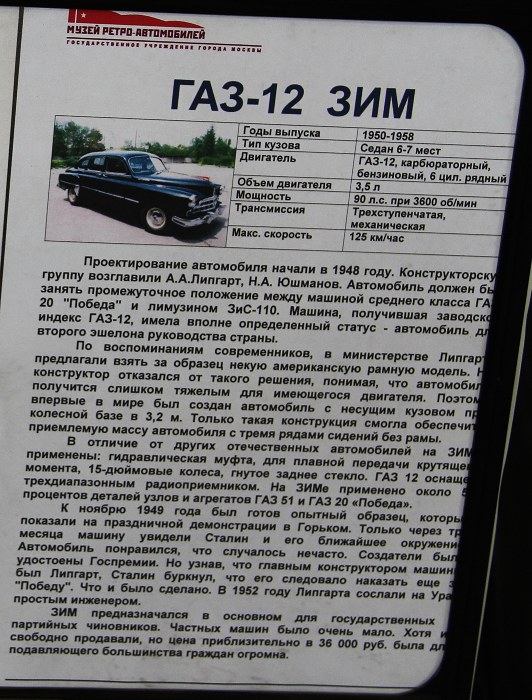 МУЗЕЙ РЕТРО-АВТОМОБИЛЕЙ
ГОСУДАРСТВЕННОЕ УЧРЕЖДЕНИЕ ГОРОДА МОСКВЫ
ГАЗ-12 ЗИМ
Годы выпуска 1950-1958
Тип кузова Седан 6-7 мест
Двигатель ГАЗ-12, карбюраторный,
бензиновый, 6 цил. рядный
Объем двигателя 3,5 л
Мощность 90 л.с. при 3600 об/мин
Трансмиссия Трехступенчатая,
механическая
Макс. скорость 125 км/час
Проектирование автомобиля начали в 1948 году. Конструкторску
группу возглавили А.А.Липгарт, Н.А. Юшманов. Автомобиль должен
занять промежуточное положение между машиной среднего класса
20 "Победа" и лимузином ЗиС-110. Машина, получившая заводско
индекс ГАЗ-12, имела вполне определенный статус - автомобиль
второго эшелона руководства страны.
По воспоминаниям современников, в министерстве Липгар
предлагали взять за образец некую американскую рамную модель.
конструктор отказался от такого решения, понимая, что автомобил
получится слишком тяжелым для имеющегося двигателя. Поэтом
впервые в мире был создан автомобиль с несущим кузовом пр
колесной базе в 3,2 м. Только такая конструкция смогла обеспечит
приемлемую массу автомобиля с тремя рядами сидений без рамы.
В отличие от других отечественных автомобилей на ЗИМ
применены: гидравлическая муфта, для плавной передачи крутяще
момента, 15-дюймовые колеса, гнутое заднее стекло. ГАЗ 12 оснаще
трехдиапазонным радиоприемником. На ЗИМе применено около
процентов деталей узлов и агрегатов ГАЗ 51 и ГАЗ 20 «Победа».
К ноябрю 1949 года был готов опытный образец, которы
показали на праздничной демонстрации в Горьком. Только через тр
месяца машину увидели Сталин и его ближайшее окружени
Автомобиль понравился, что случалось нечасто. Создатели был
удостоены Госпремии. Но узнав, что главным конструктором машин
был Липгарт, Сталин буркнул, что его следовало наказать еще
"Победу". Что и было сделано. В 1952 году Липгарта сослали на Ура
простым инженером.
ЗИМ предназначался в основном для государственных
партийных чиновников. Частных машин было очень мало. Хотя
свободно продавали, но цена приблизительно в 36 000 руб. была дл
подавляющего большинства граждан огромна.